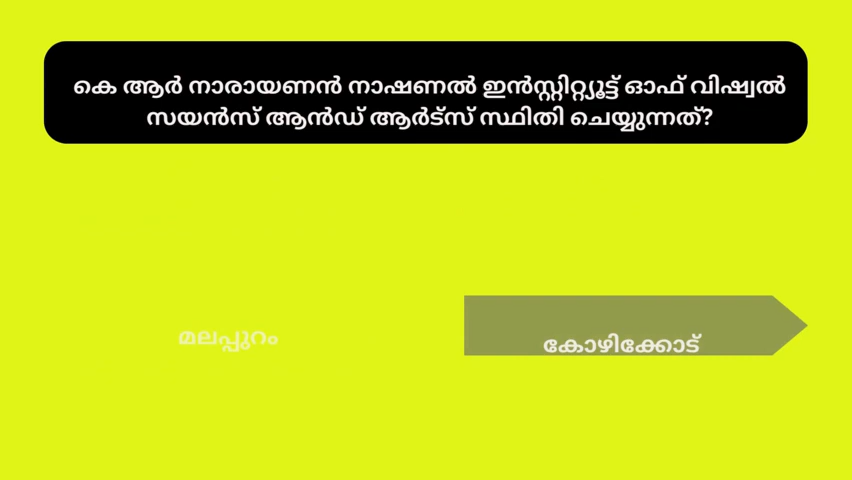 കെ ആർ നാരായണൻ നാഷണൽ ഇൻസ്റ്റിറ്റ്യൂട്ട് ഓഫ് വിഷ്വൽ
സയൻസ് ആൻഡ് ആർട്സ് സ്ഥിതി ചെയ്യുന്നത്?
മലപ്പുറം
കോഴിക്കോട്